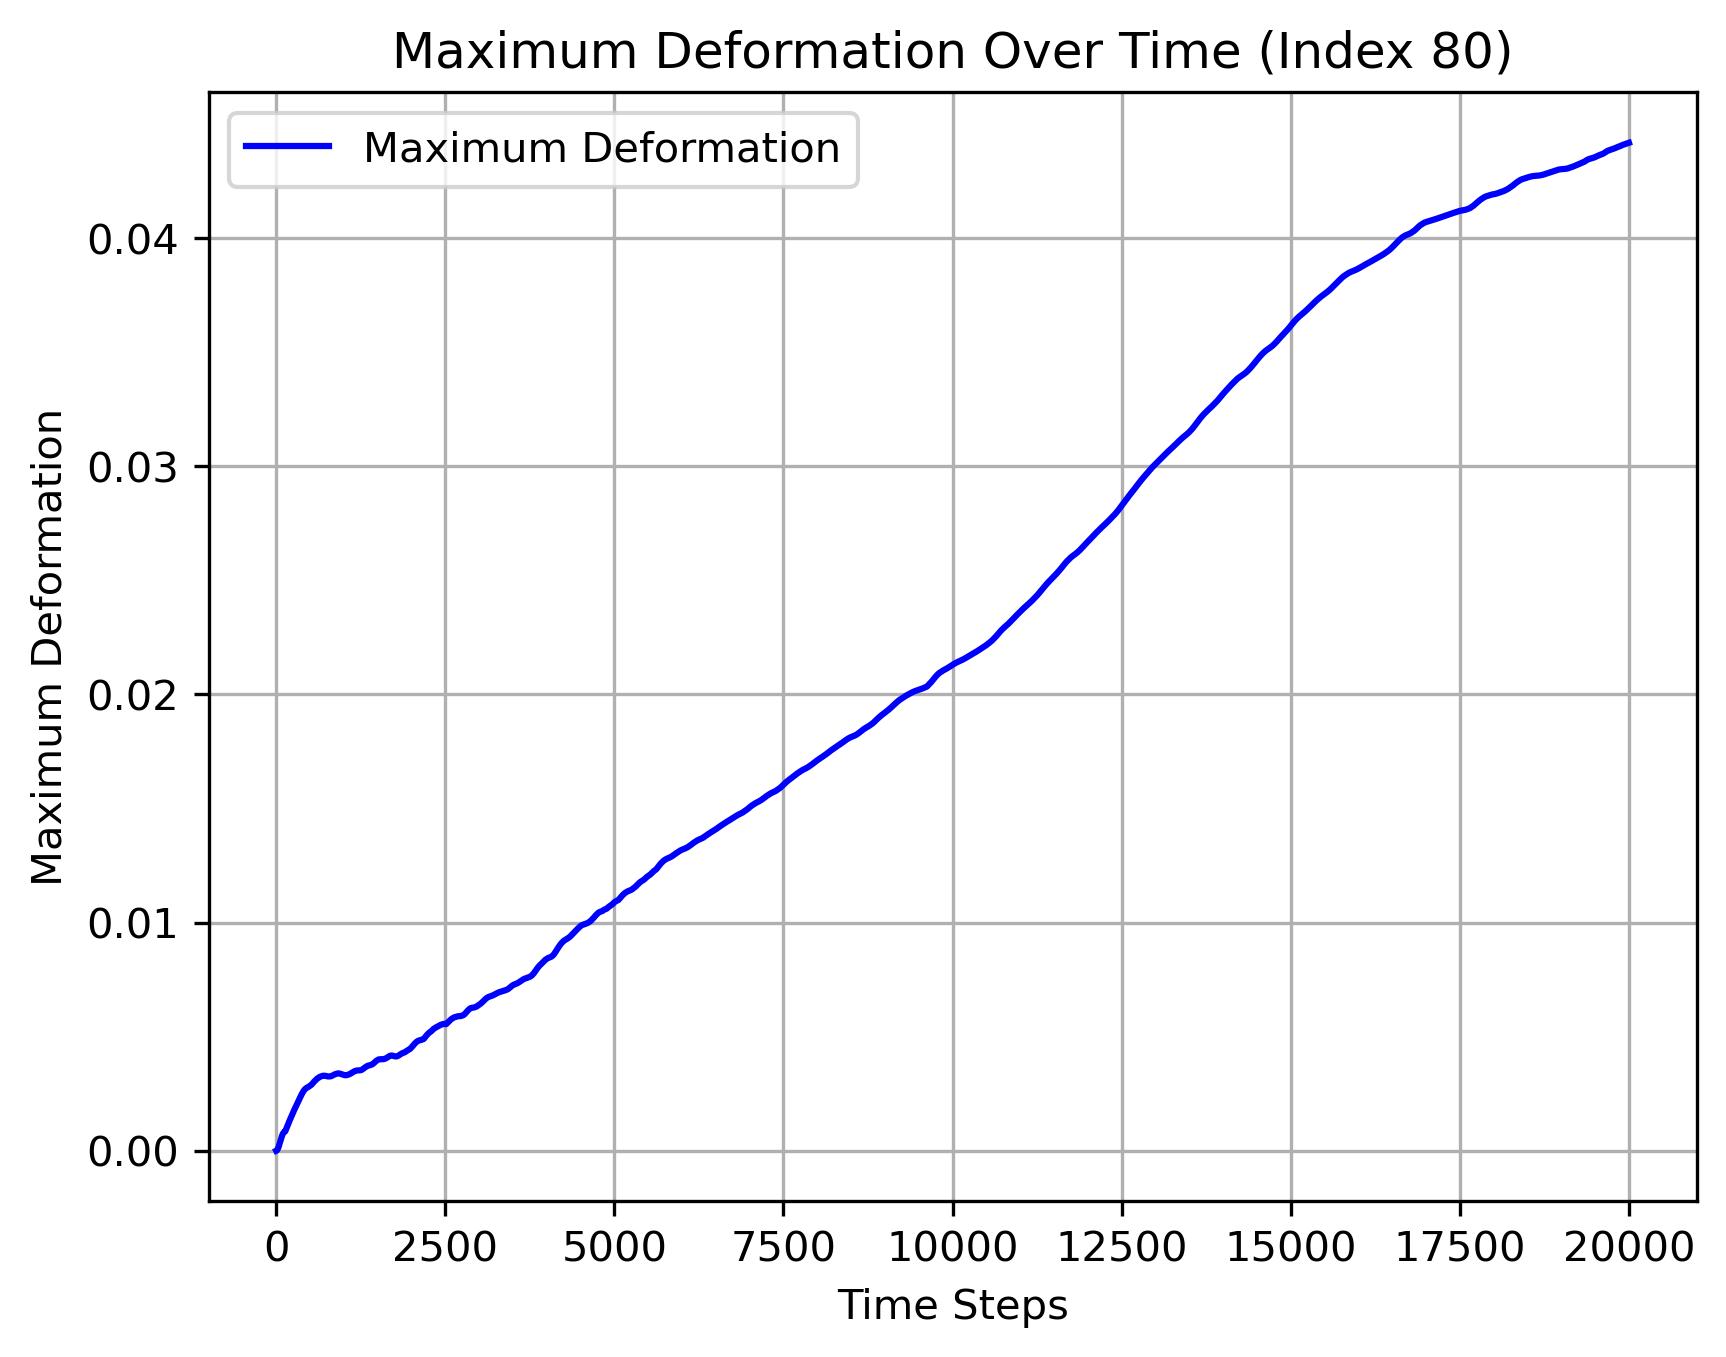 Maximum Deformation Over Time (Index 80)
Maximum Deformation
Maximum Deformation
0.04
0.03
0.02
0.01
0.00
0 2500 5000 7500 10000 12500 15000 17500 20000
Time Steps